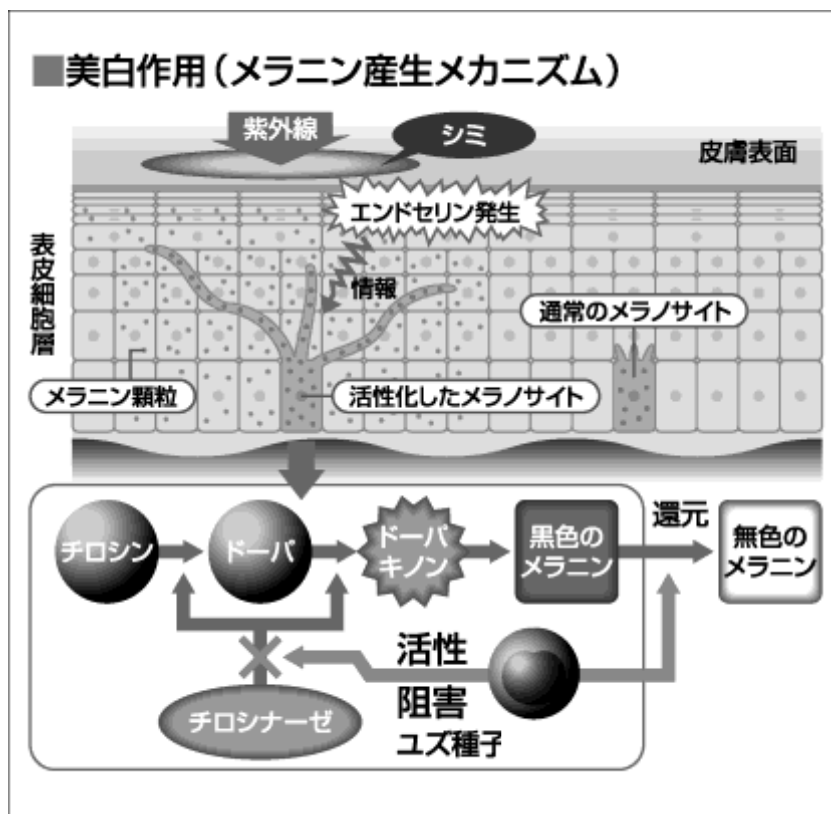 ■美白作用（メラニン産生メカニズム）
紫外線
シミ
皮膚表面
エンドセリン発生
表皮細胞層
情報
通常のメラノサイト
メラニン顆粒
活性化したメラノサイト
チロシン
ドーパ
ドーパ
キノン
黒色の
メラニン
還元
無色の
メラニン
活性
阻害
ユズ種子
チロシナーゼ